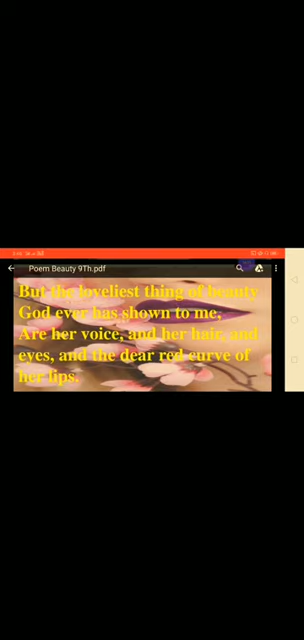 Poem Beauty 9Th.pdf
But the loveliest thing of beauty
God ever has shown to me,
Are her voice, and her hair, and
eyes, and the dear red curve of
her lips.